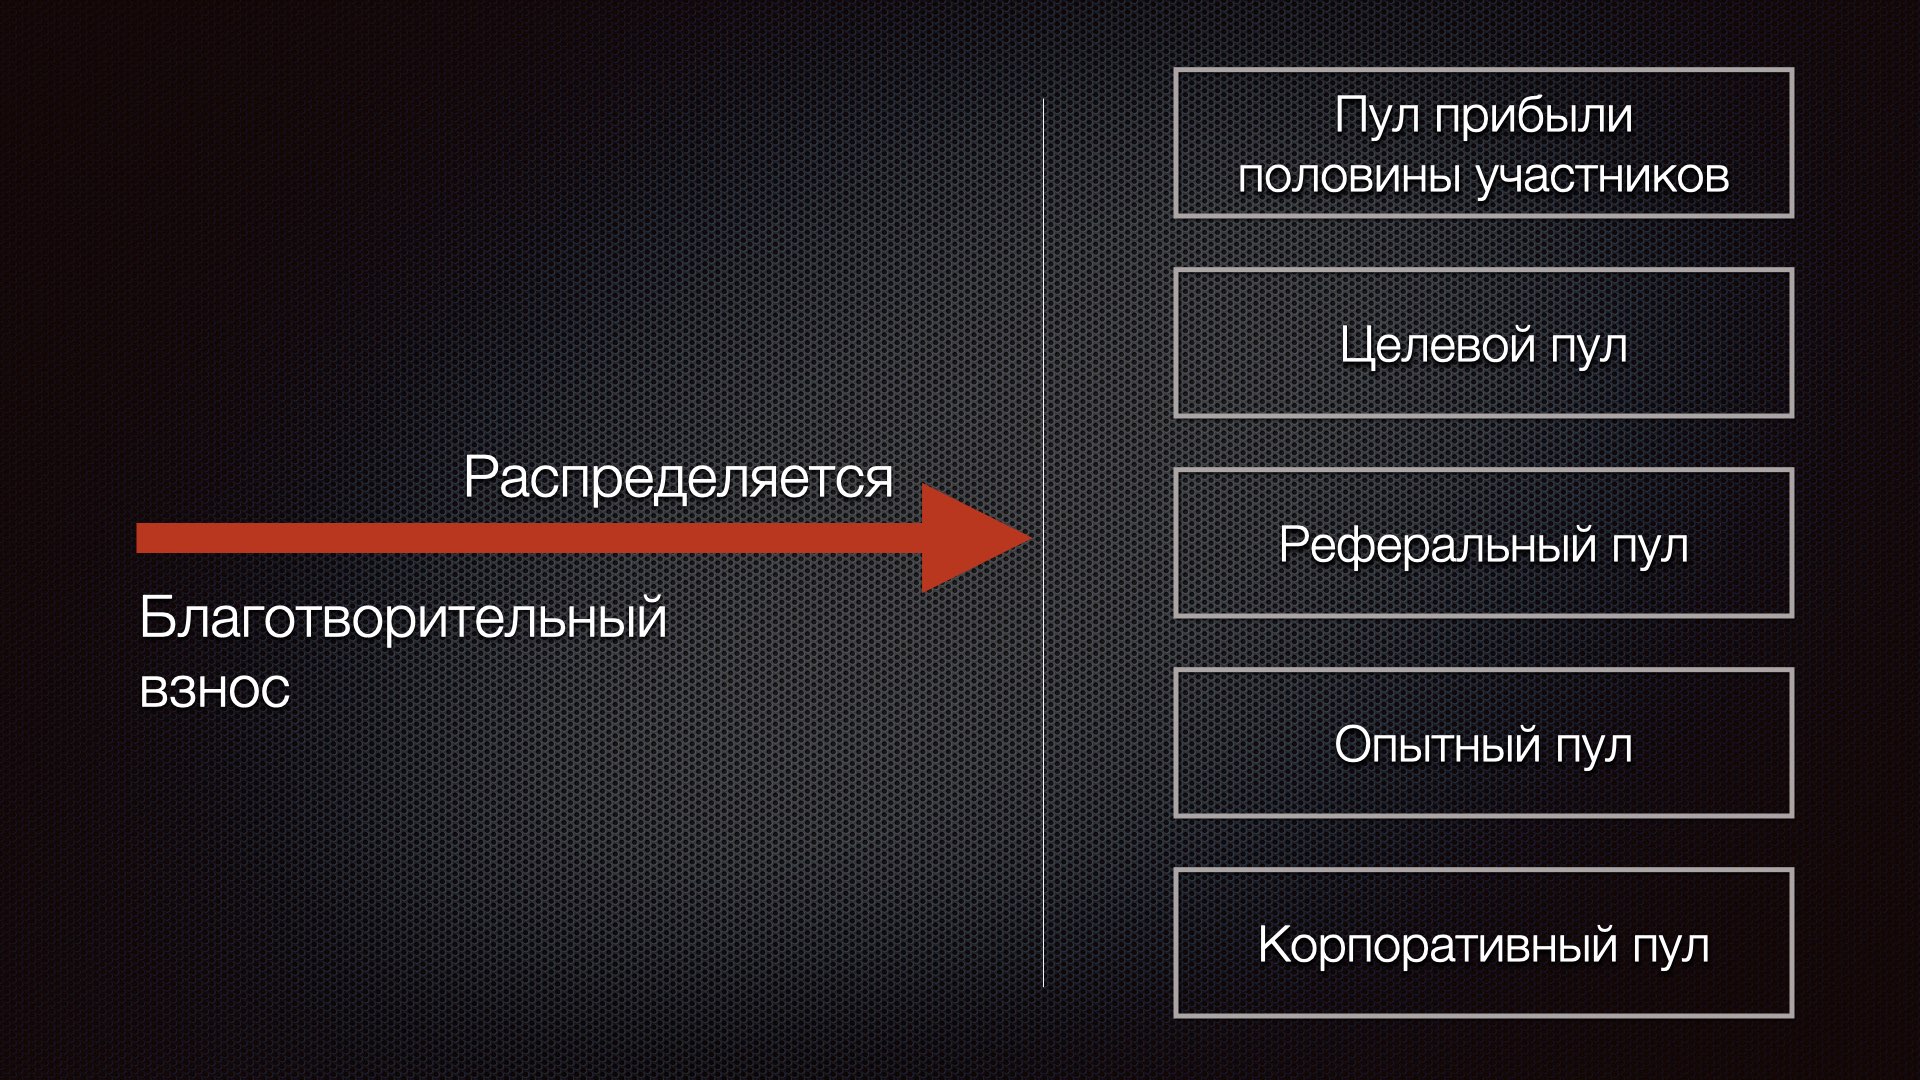 Распределяется
Благотворительный
взнос
Пул прибыли
половины участников
Целевой пул
Реферальный пул
Опытный пул
Корпоративный пул